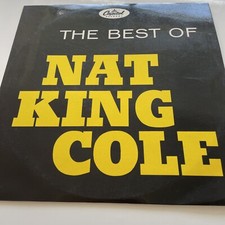 Capitol
THE BEST OF
NAT
KING
COLE